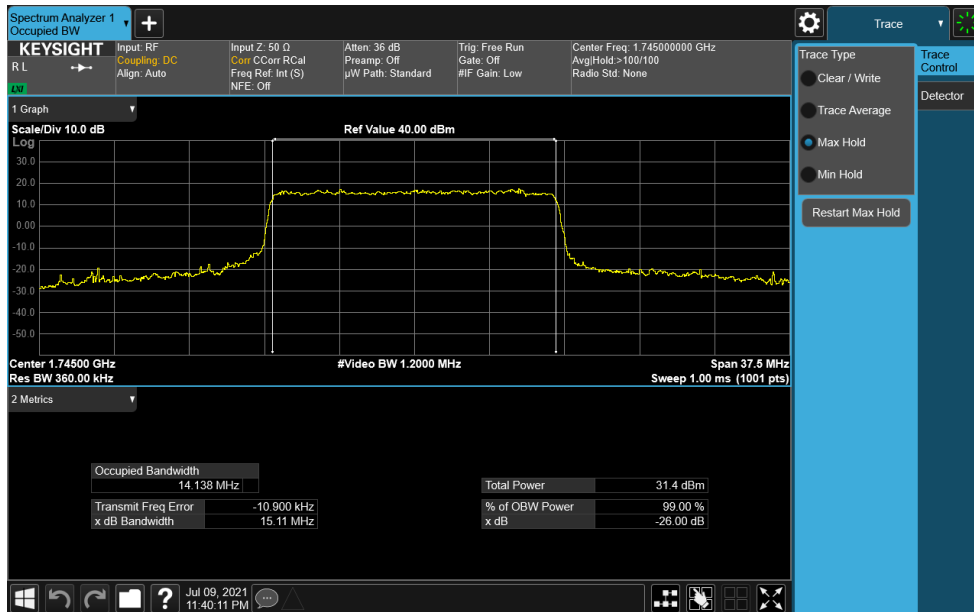 Spectrum Analyzer 1
Occupied BW
Trace
KEYSIGHT
R L
LXI
Input: RF
Coupling: DC
Align: Auto
Input Z: 50 Ω
Corr CCorr RCal
Freq Ref: Int (S)
NFE: Off
Atten: 36 dB
Preamp: Off
µW Path: Standard
Trig: Free Run
Gate: Off
#IF Gain: Low
Center Freq: 1.745000000 GHz
Avg|Hold:>100/100
Radio Std: None
Trace Type
Clear / Write
Trace Average
Max Hold
Min Hold
Restart Max Hold
Trace
Control
Detector
1 Graph
Scale/Div 10.0 dB
Ref Value 40.00 dBm
Log
30.0
20.0
10.0
0.00
-10.0
-20.0
-30.0
-40.0
-50.0
Center 1.74500 GHz
#Video BW 1.2000 MHz
Span 37.5 MHz
Res BW 360.00 kHz
Sweep 1.00 ms (1001 pts)
2 Metrics
Occupied Bandwidth
14.138 MHz
Total Power 31.4 dBm
Transmit Freq Error -10.900 kHz
% of OBW Power 99.00 %
x dB Bandwidth 15.11 MHz
x dB -26.00 dB
?
Jul 09, 2021
11:40:11 PM